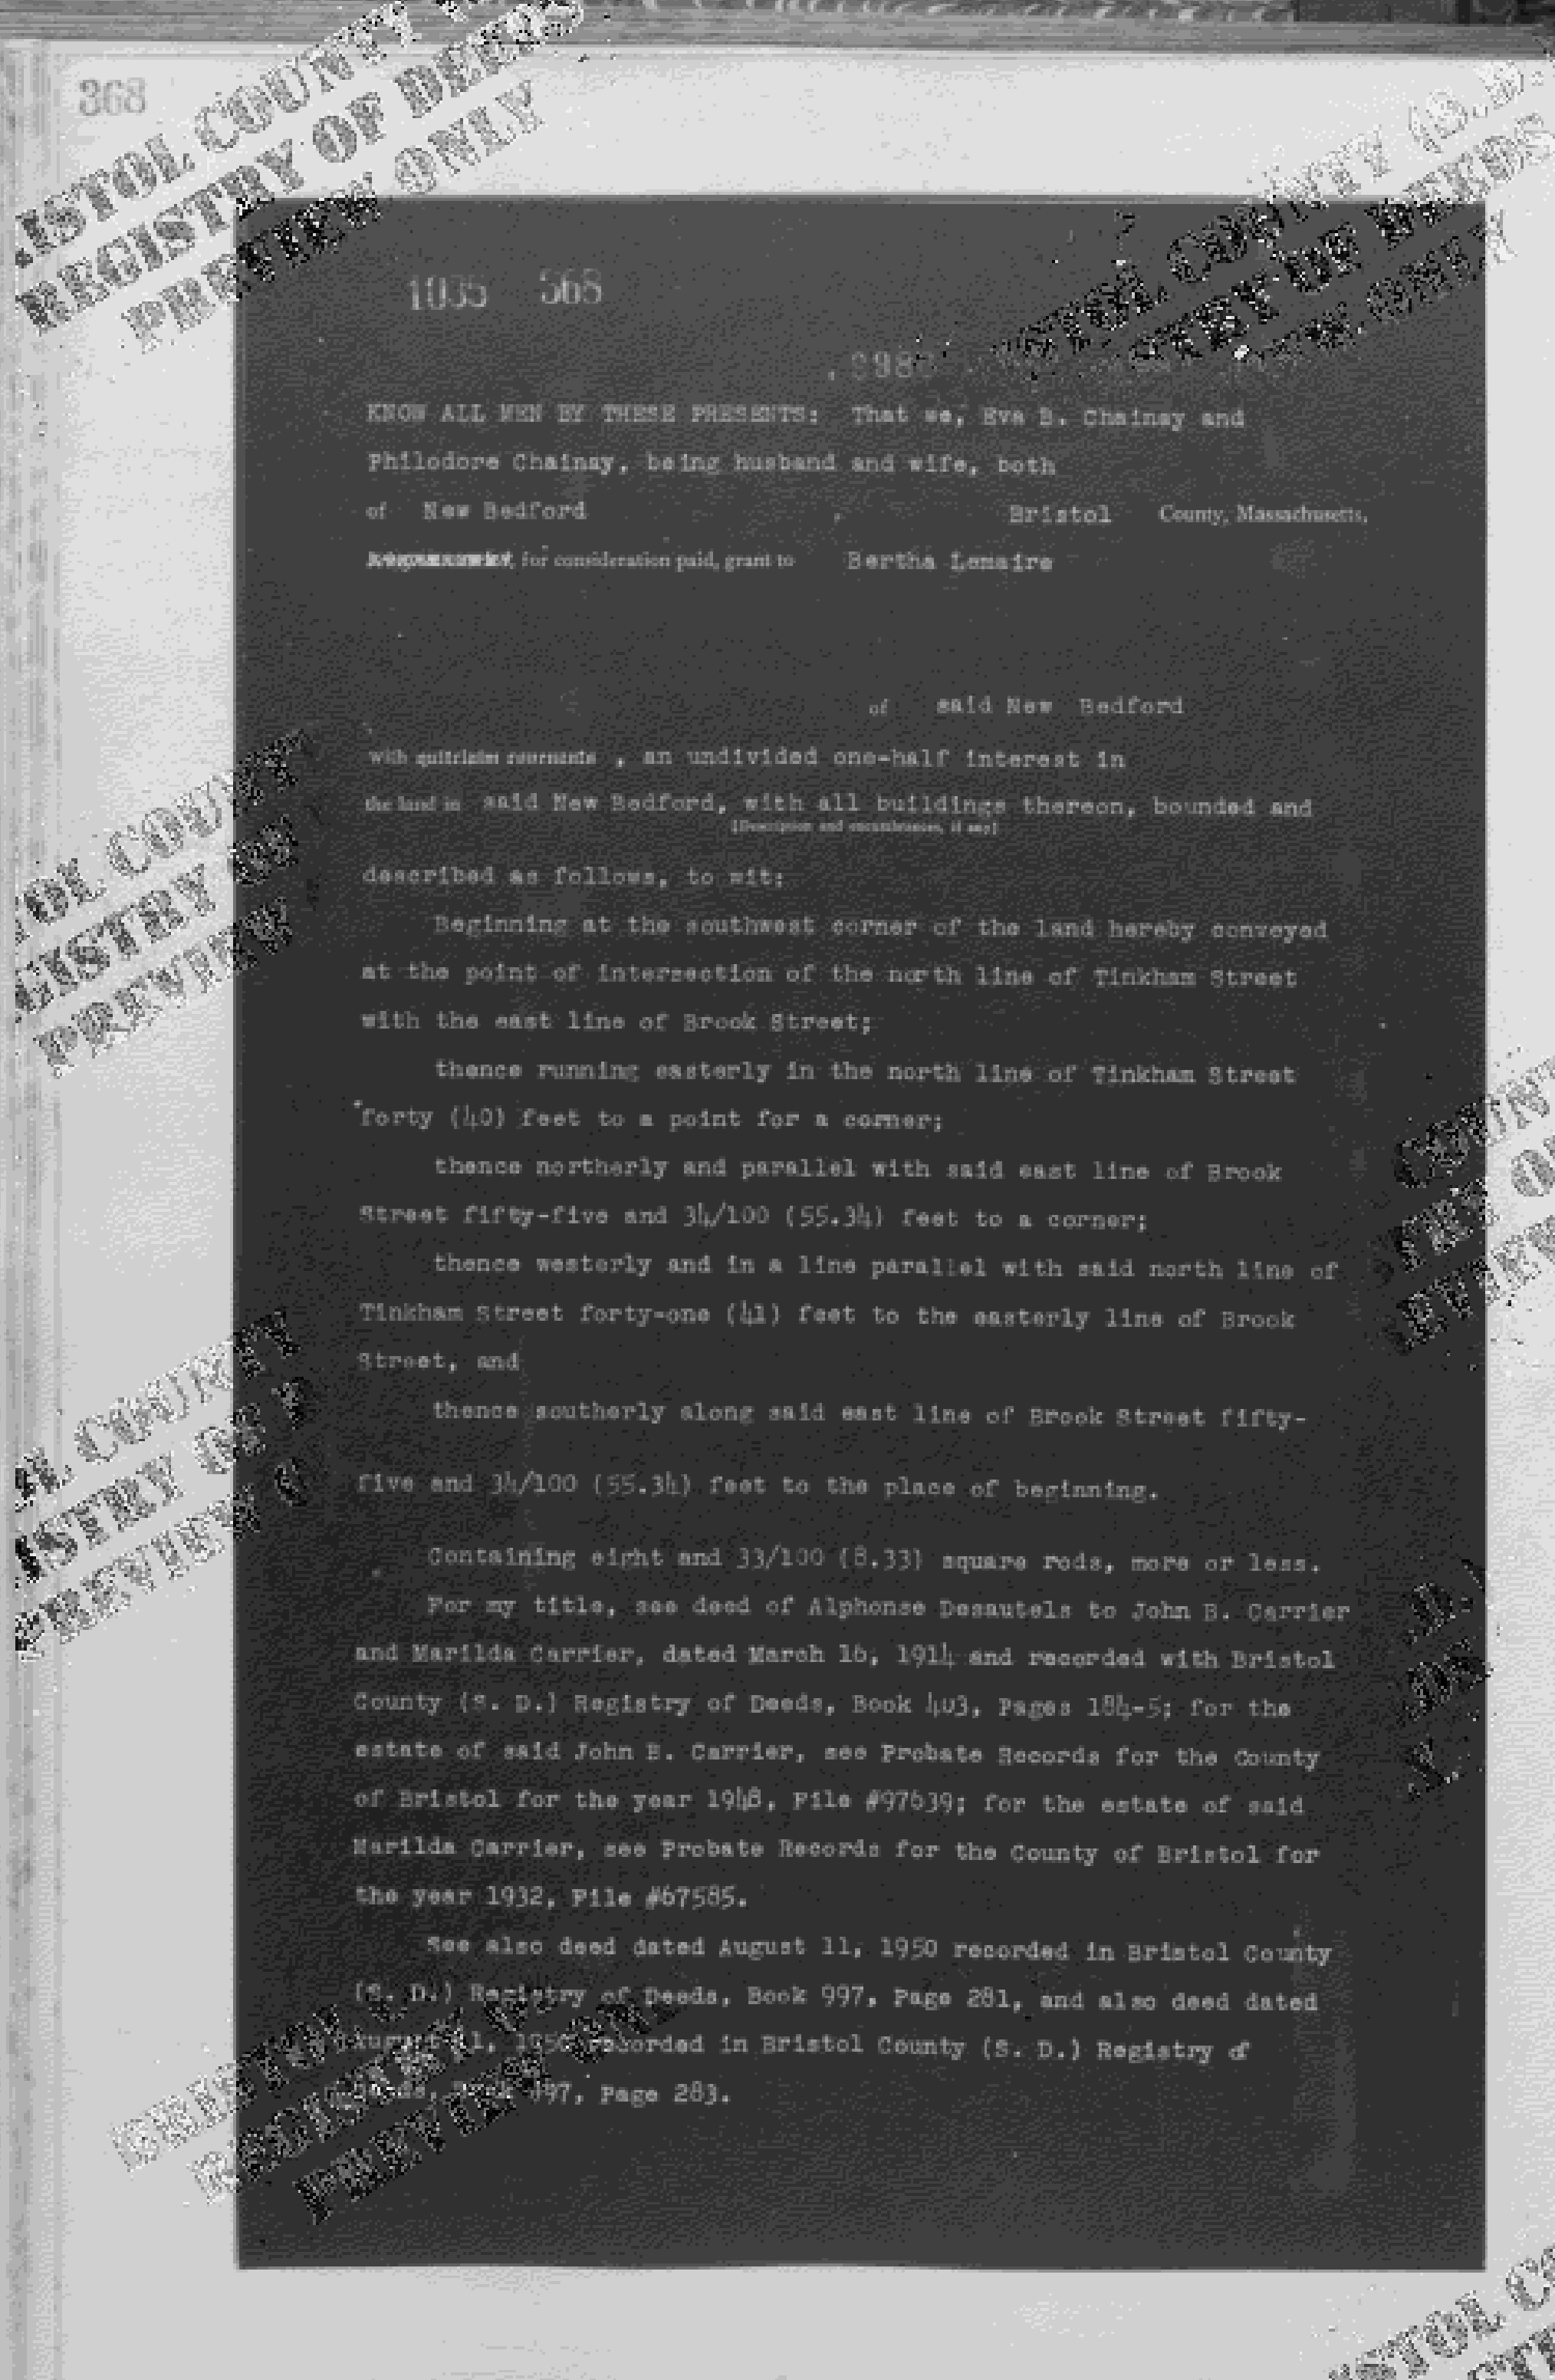 368
1035 368
KNOW ALL MEN BY THESE PRESENTS: That we, Eva B. Chainay and
Philodore Chainay, being husband and wife, both
of New Bedford , Bristol County, Massachusetts,
for consideration paid, grant to Bertha Lemaire
of said New Bedford
with quitclaim covenants , an undivided one-half interest in
the land in said New Bedford, with all buildings thereon, bounded and
[Description and encumbrances, if any]
described as follows, to wit:
Beginning at the southwest corner of the land hereby conveyed
at the point of intersection of the north line of Tinkham Street
with the east line of Brook Street;
thence running easterly in the north line of Tinkham Street
forty (40) feet to a point for a corner;
thence northerly and parallel with said east line of Brook
Street fifty-five and 34/100 (55.34) feet to a corner;
thence westerly and in a line parallel with said north line of
Tinkham Street forty-one (41) feet to the easterly line of Brook
Street, and
thence southerly along said east line of Brook Street fifty-
five and 34/100 (55.34) feet to the place of beginning.
Containing eight and 33/100 (8.33) square rods, more or less.
For my title, see deed of Alphonse Desautels to John B. Carrier
and Marilda Carrier, dated March 16, 1914 and recorded with Bristol
County (S. D.) Registry of Deeds, Book 403, Pages 184-5; for the
estate of said John B. Carrier, see Probate Records for the County
of Bristol for the year 1948, File #97639; for the estate of said
Marilda Carrier, see Probate Records for the County of Bristol for
the year 1932, File #67585.
See also deed dated August 11, 1950 recorded in Bristol County
(S. D.) Registry of Deeds, Book 997, Page 281, and also deed dated
August 11, 1950 recorded in Bristol County (S. D.) Registry of
Deeds, Book 997, Page 283.